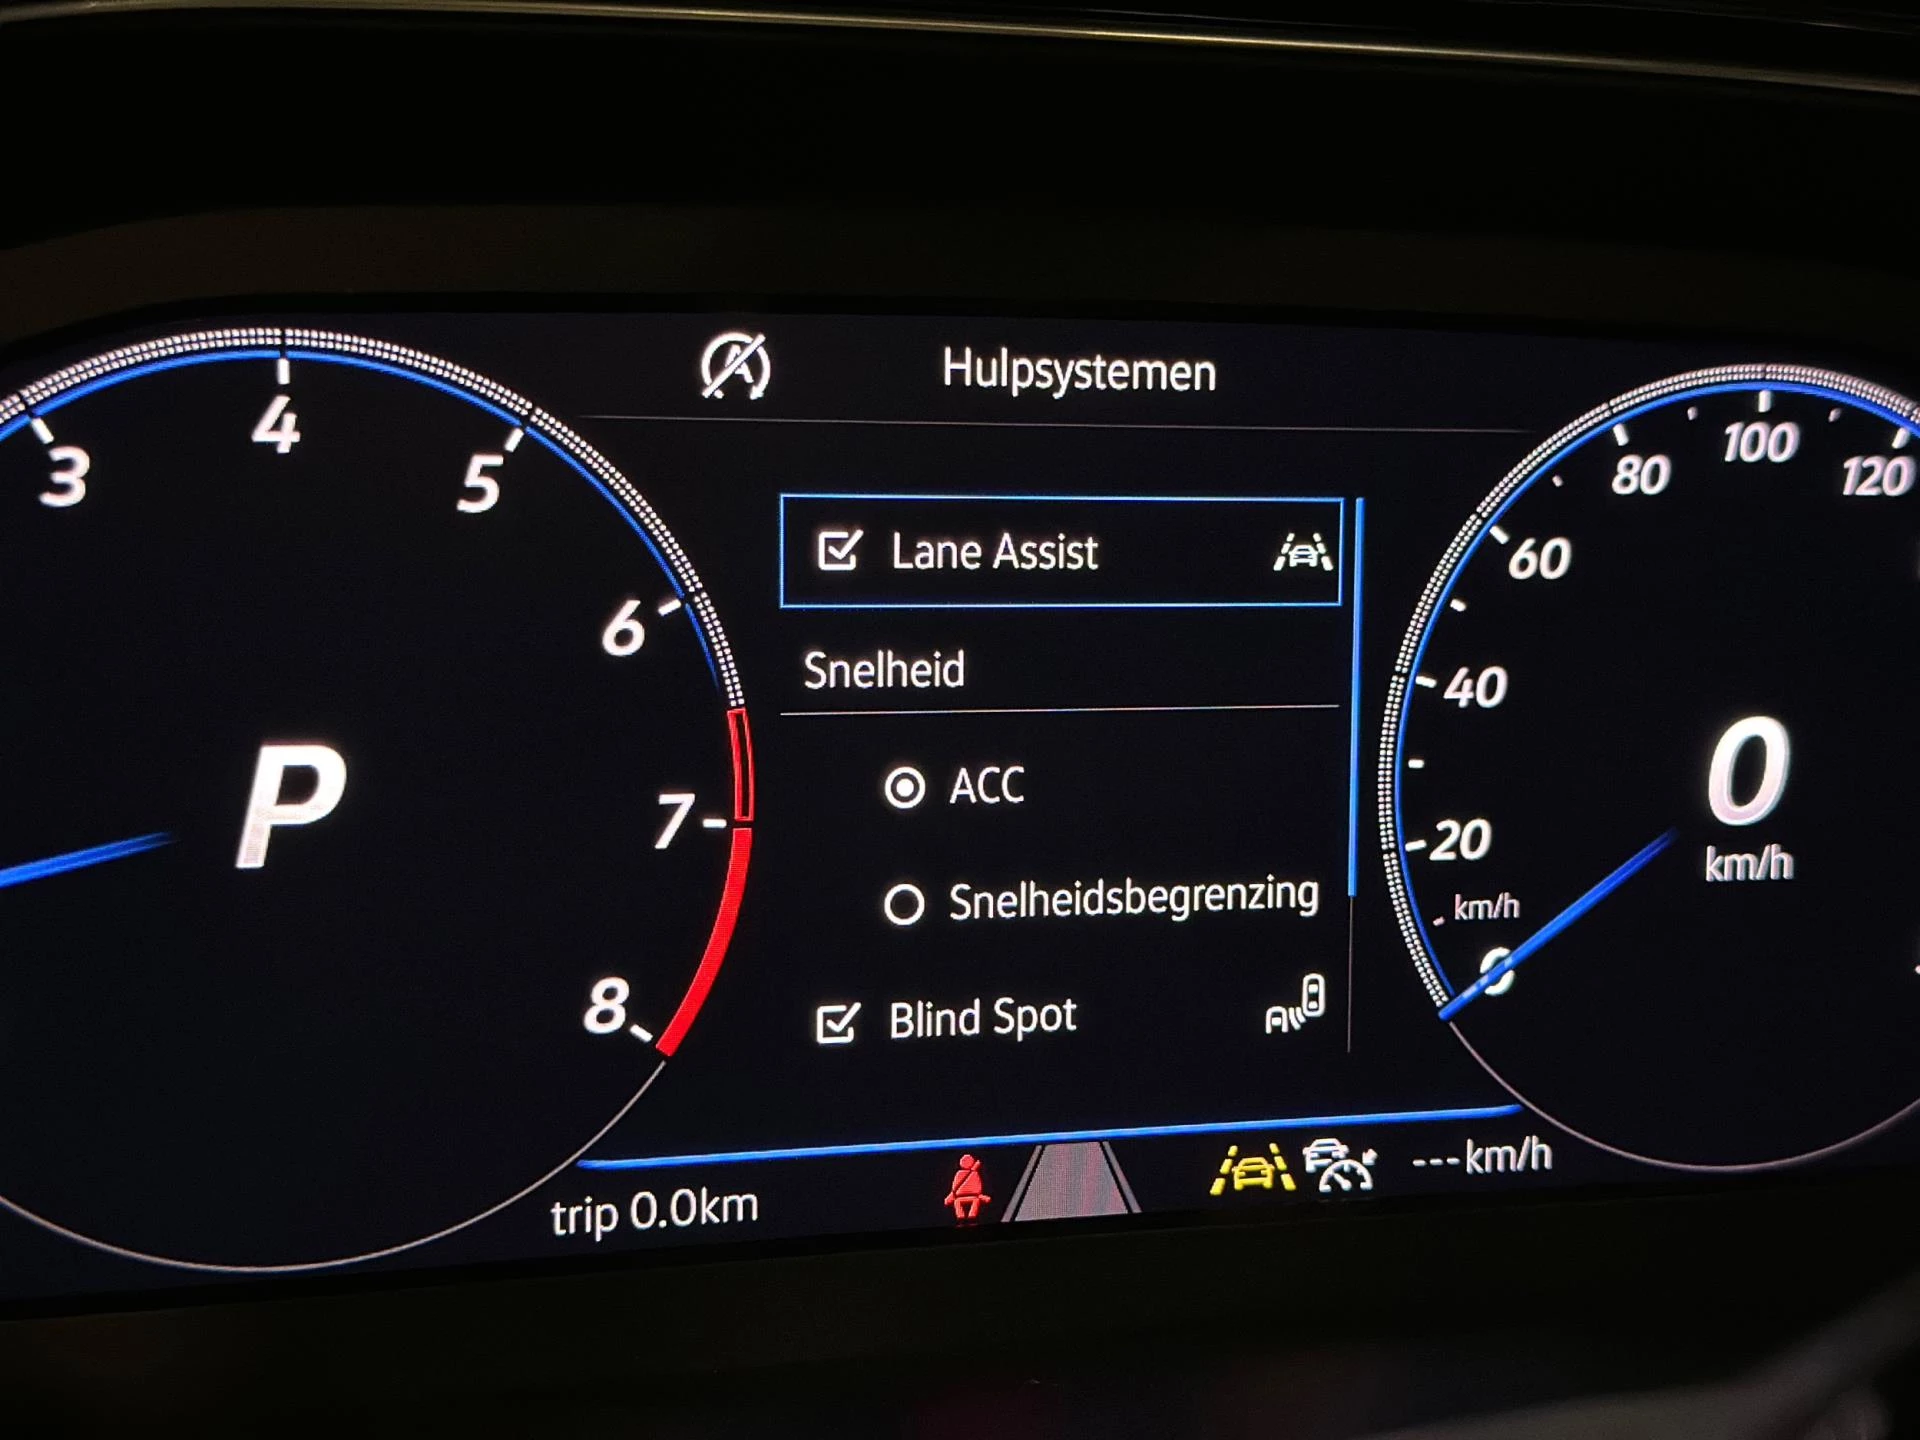 Hulpsystemen
3
4
5
6
7
8
P
Lane Assist
Snelheid
ACC
Snelheidsbegrenzing
Blind Spot
120
100
80
60
40
20
km/h
0
0
km/h
trip 0.0km
---km/h